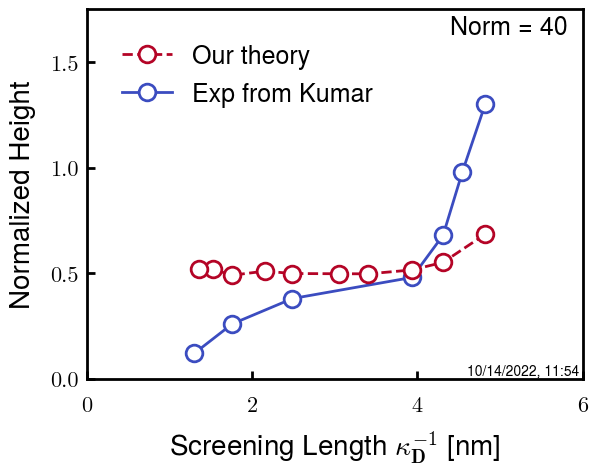 Norm = 40
Our theory
Exp from Kumar
Normalized Height
1.5
1.0
0.5
0.0
10/14/2022, 11:54
0 2 4 6
Screening Length κ_D^{-1} [nm]